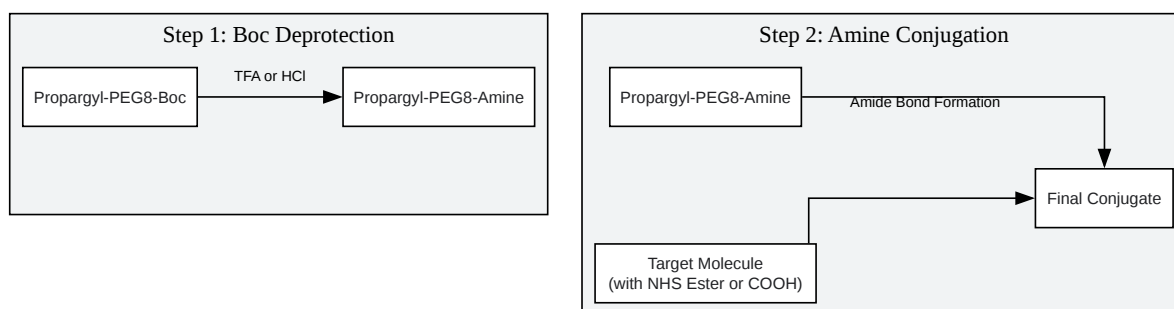 Step 1: Boc Deprotection
Propargyl-PEG8-Boc
TFA or HCl
Propargyl-PEG8-Amine
Step 2: Amine Conjugation
Propargyl-PEG8-Amine
Amide Bond Formation
Final Conjugate
Target Molecule
(with NHS Ester or COOH)